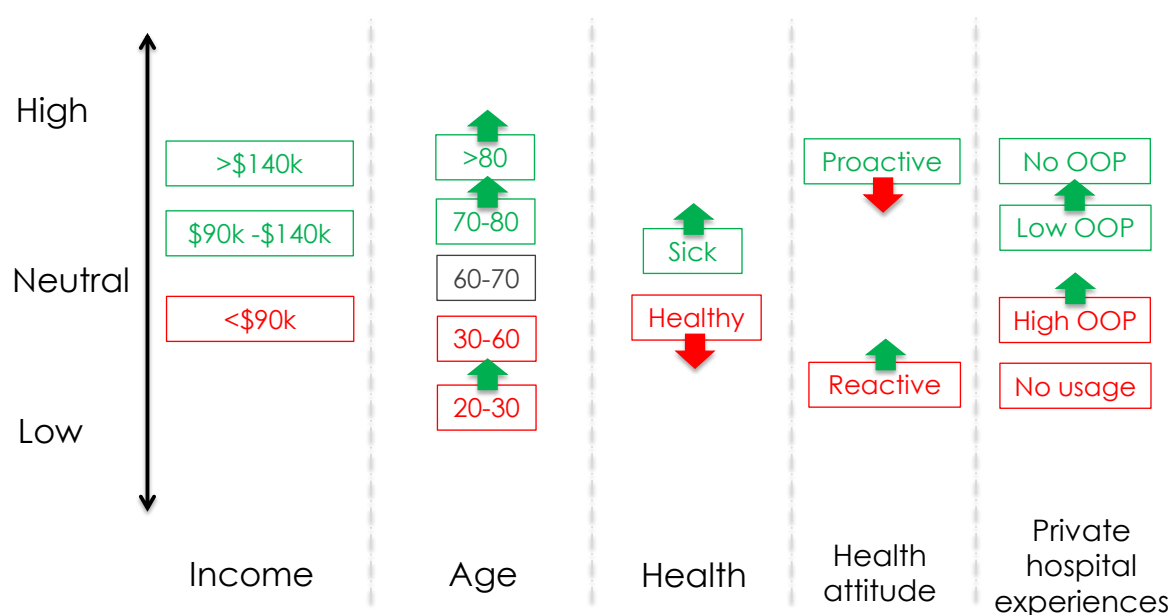 High
Neutral
Low
>$140k
$90k -$140k
<$90k
Income
>80
70-80
60-70
30-60
20-30
Age
Sick
Healthy
Health
Proactive
Reactive
Health
attitude
No OOP
Low OOP
High OOP
No usage
Private
hospital
experiences